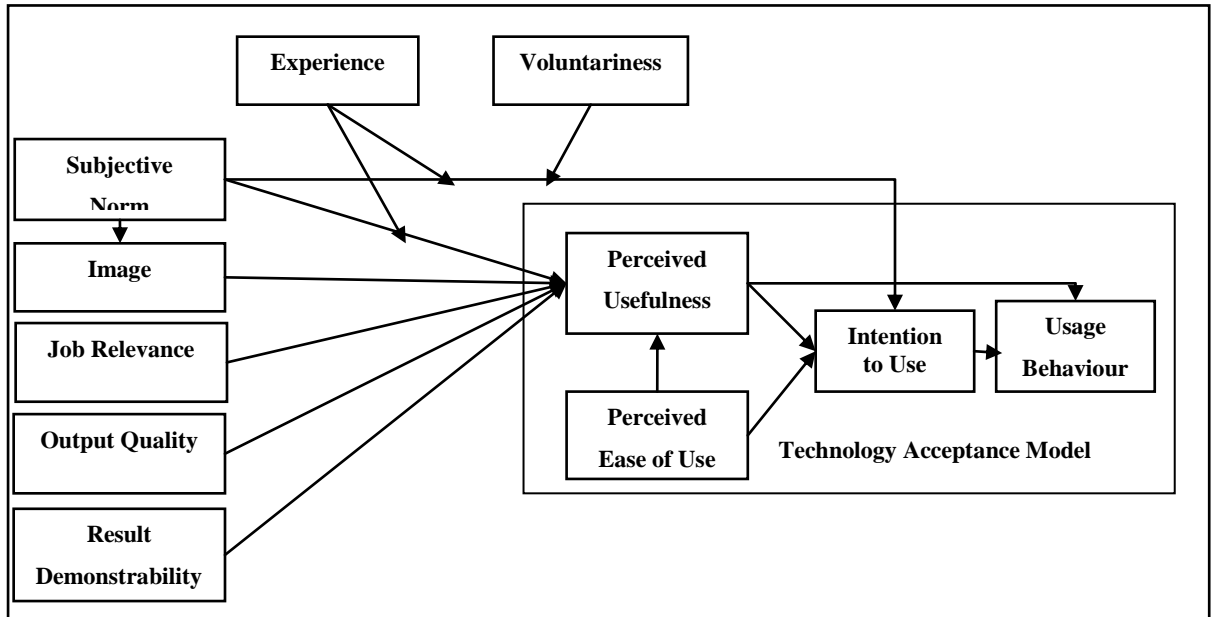 Experience
Voluntariness
Subjective
Norm
Image
Job Relevance
Output Quality
Result
Demonstrability
Perceived
Usefulness
Perceived
Ease of Use
Intention
to Use
Usage
Behaviour
Technology Acceptance Model